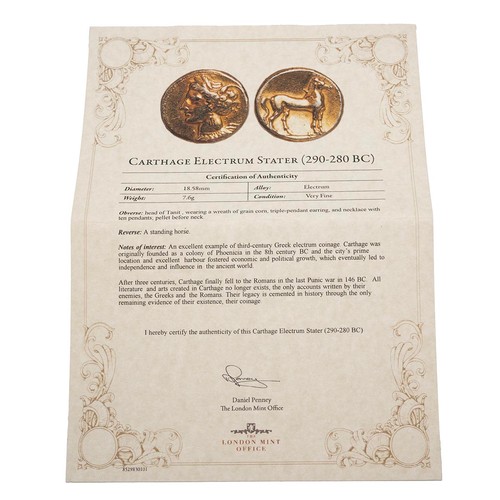 CARTHAGE ELECTRUM STATER (290-280 BC)
Certification of Authenticity
Diameter: 18.58mm Alloy: Electrum
Weight: 7.6g Condition: Very Fine
Obverse: head of Tanit , wearing a wreath of grain corn, triple-pendant earring, and necklace with
ten pendants; pellet before neck.
Reverse: A standing horse.
Notes of interest: An excellent example of third-century Greek electrum coinage. Carthage was
originally founded as a colony of Phoenicia in the 8th century BC and the city's prime
location and excellent harbour fostered economic and political growth, which eventually led to
independence and influence in the ancient world.
After three centuries, Carthage finally fell to the Romans in the last Punic war in 146 BC. All
literature and arts created in Carthage no longer exists, the only accounts written by their
enemies, the Greeks and the Romans. Their legacy is cemented in history through the only
remaining evidence of their existence, their coinage.
I hereby certify the authenticity of this Carthage Electrum Stater (290-280 BC)
Daniel Penney
The London Mint Office
THE
LONDON MINT
OFFICE